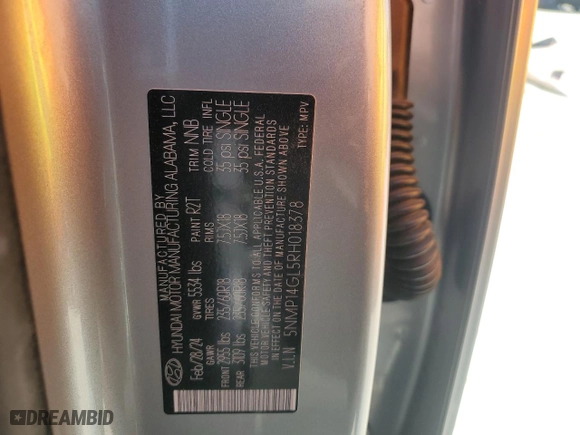 MANUFACTURED BY
HYUNDAI MOTOR MANUFACTURING ALABAMA, LLC
Feb/28/24 GVWR 5534 lbs PAINT R2T TRIM NNB
GAWR TIRES RIMS COLD TIRE INFL
FRONT 2955 lbs 235/60R18 7.5JX18 35 psi SINGLE
REAR 3109 lbs 235/60R18 7.5JX18 35 psi SINGLE
THIS VEHICLE CONFORMS TO ALL APPLICABLE U.S.A. FEDERAL
MOTOR VEHICLE SAFETY AND THEFT PREVENTION STANDARDS
IN EFFECT ON THE DATE OF MANUFACTURE SHOWN ABOVE
V.I.N 5NMP14GL5RH018378 TYPE: MPV
DREAMBID